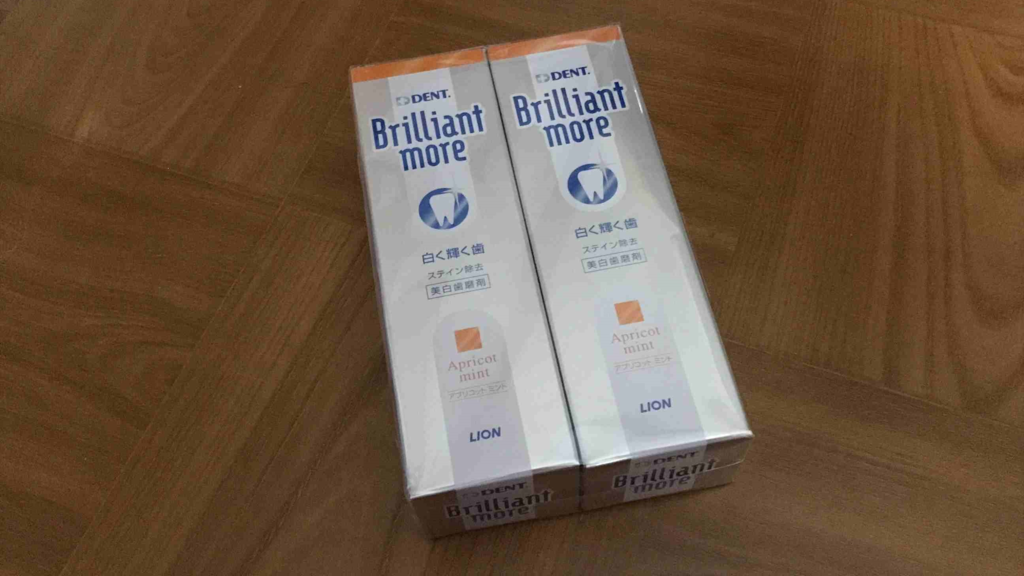 DENT.
Brilliant
more
白く輝く歯
ステイン除去
美白歯磨剤
Apricot
mint
アプリコット ミント
LION
DENT.
Brilliant
more
DENT.
Brilliant
more
白く輝く歯
ステイン除去
美白歯磨剤
Apricot
mint
アプリコット ミント
LION
DENT.
Brilliant
more